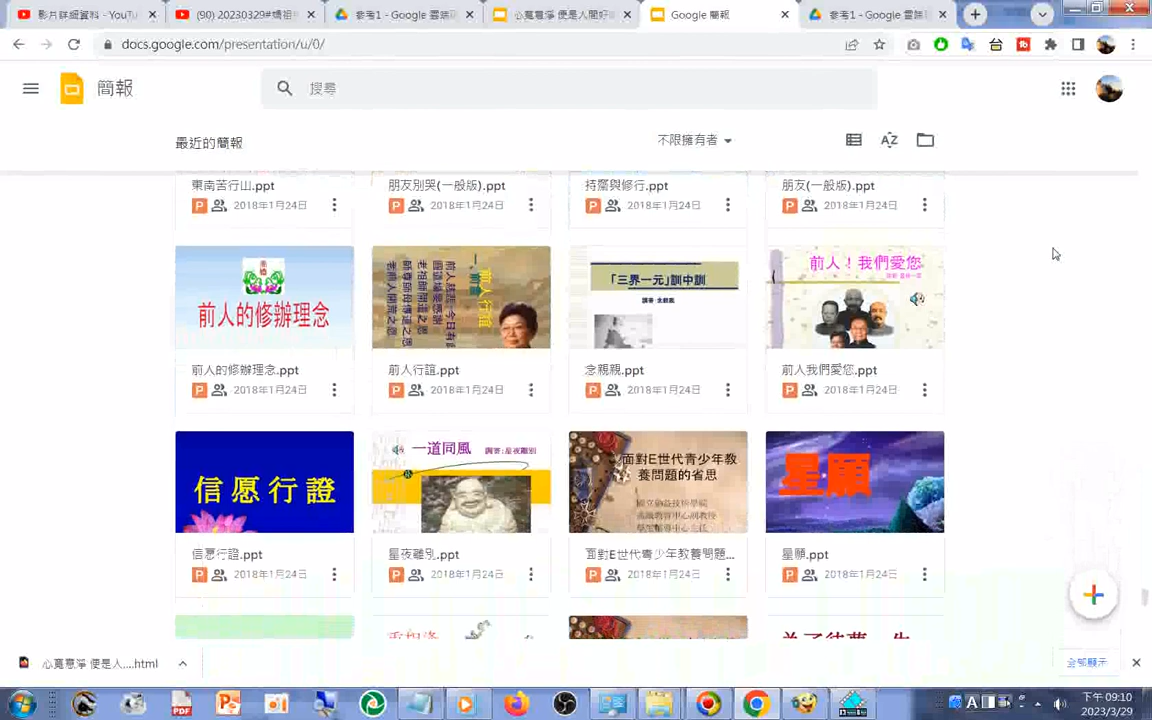 影片詳細資料 - YouTu
(90) 20230329#媽祖
參考1 - Google 雲端
心寬意淨 便是人間好
Google 簡報
參考1 - Google 雲端
docs.google.com/presentation/u/0/
簡報
搜尋
最近的簡報
不限擁有者
AZ
東南苦行山.ppt
朋友別哭(一般版).ppt
持齋與修行.ppt
朋友(一般版).ppt
2018年1月24日
2018年1月24日
2018年1月24日
2018年1月24日
前人的修辦理念
前人行誼
「三界一元」訓中訓
前人！我們愛您
前人的修辦理念.ppt
前人行誼.ppt
念親親.ppt
前人我們愛您.ppt
2018年1月24日
2018年1月24日
2018年1月24日
2018年1月24日
信愿行證
一道同風
調寄:星夜離別
面對E世代青少年教
養問題的省思
星願
信愿行證.ppt
星夜離別.ppt
面對E世代青少年教養問題...
星願.ppt
2018年1月24日
2018年1月24日
2018年1月24日
2018年1月24日
心寬意淨 便是人....html
全部顯示
PDF
下午 09:10
2023/3/29